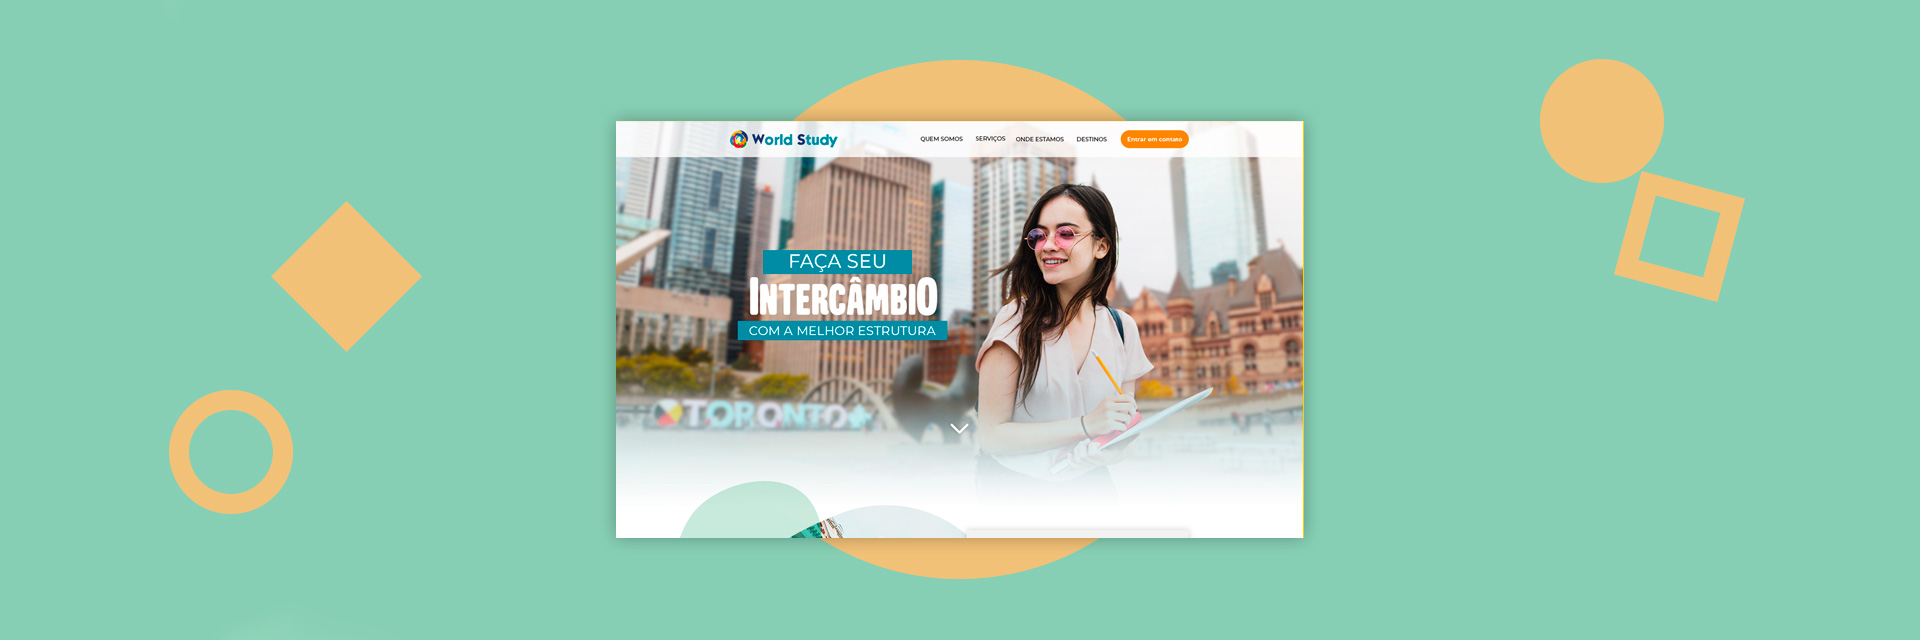 World Study
QUEM SOMOS SERVIÇOS ONDE ESTAMOS DESTINOS Entrar em contato
FAÇA SEU
INTERCÂMBIO
COM A MELHOR ESTRUTURA
TORONTO